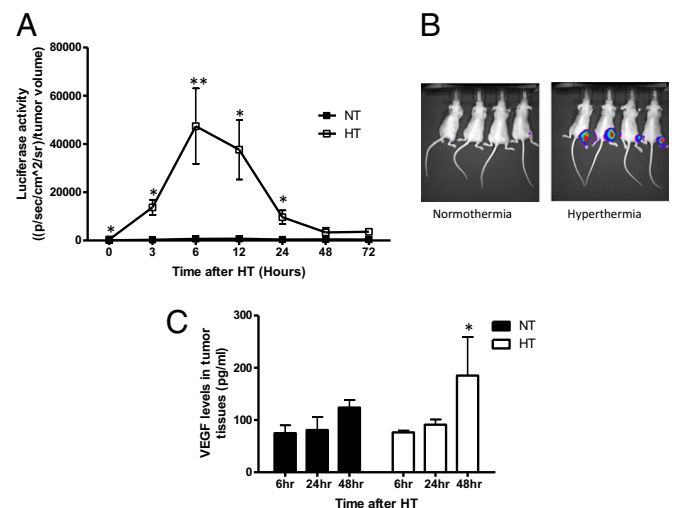 A
Luciferase activity
((p/sec/cm^2/sr)/tumor volume)
80000
60000
40000
20000
0
**
*
*
*
*
NT
HT
0 3 6 12 24 48 72
Time after HT (Hours)
B
Normothermia Hyperthermia
C
VEGF levels in tumor
tissues (pg/ml)
300
200
100
0
*
NT
HT
6hr 24hr 48hr 6hr 24hr 48hr
Time after HT